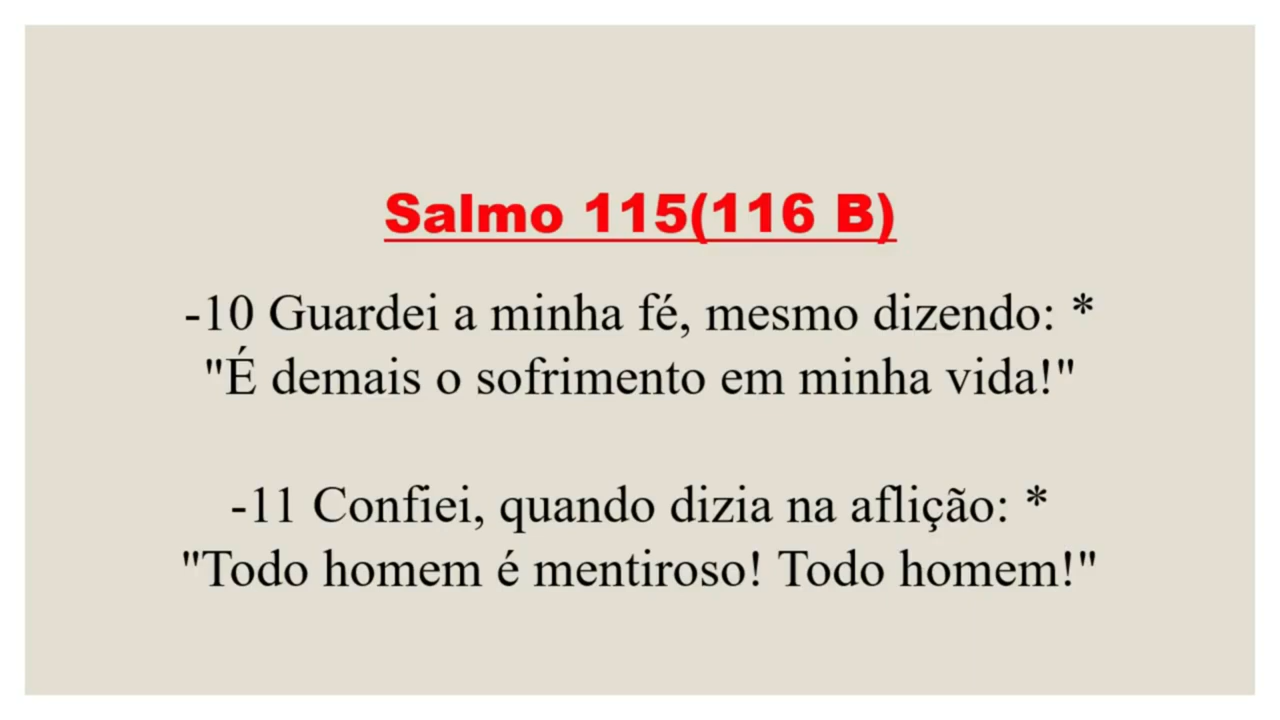 Salmo 115(116 B)
-10 Guardei a minha fé, mesmo dizendo: *
"É demais o sofrimento em minha vida!"
-11 Confiei, quando dizia na aflição: *
"Todo homem é mentiroso! Todo homem!"